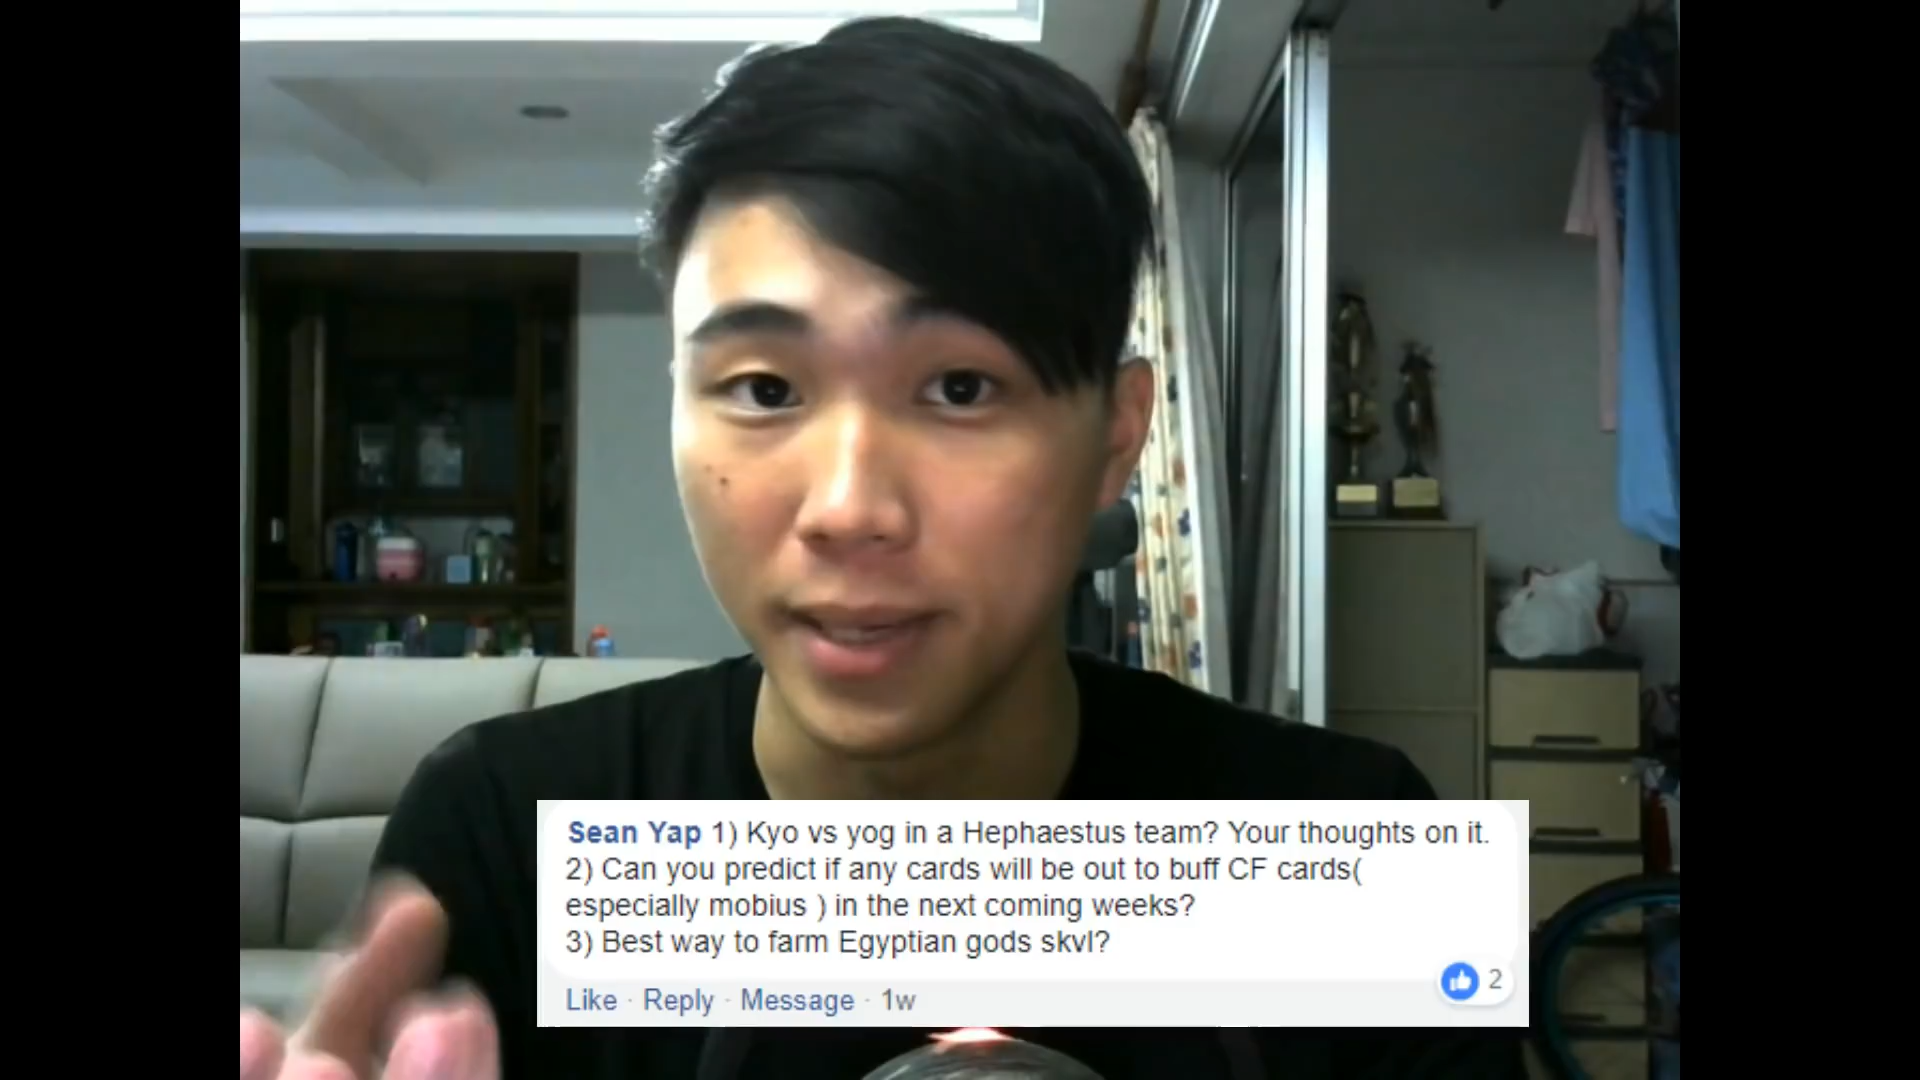 Sean Yap 1) Kyo vs yog in a Hephaestus team? Your thoughts on it.
2) Can you predict if any cards will be out to buff CF cards(
especially mobius ) in the next coming weeks?
3) Best way to farm Egyptian gods skvl?
2
Like · Reply · Message · 1w